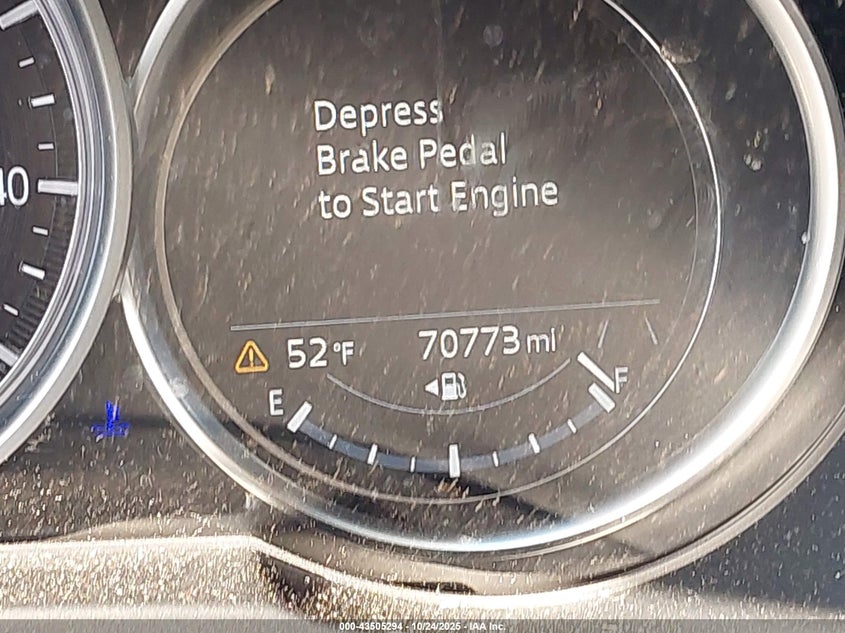 40
Depress
Brake Pedal
to Start Engine
52 °F 70773 mi
E F
000-43505294 - 10/24/2025 - IAA Inc.